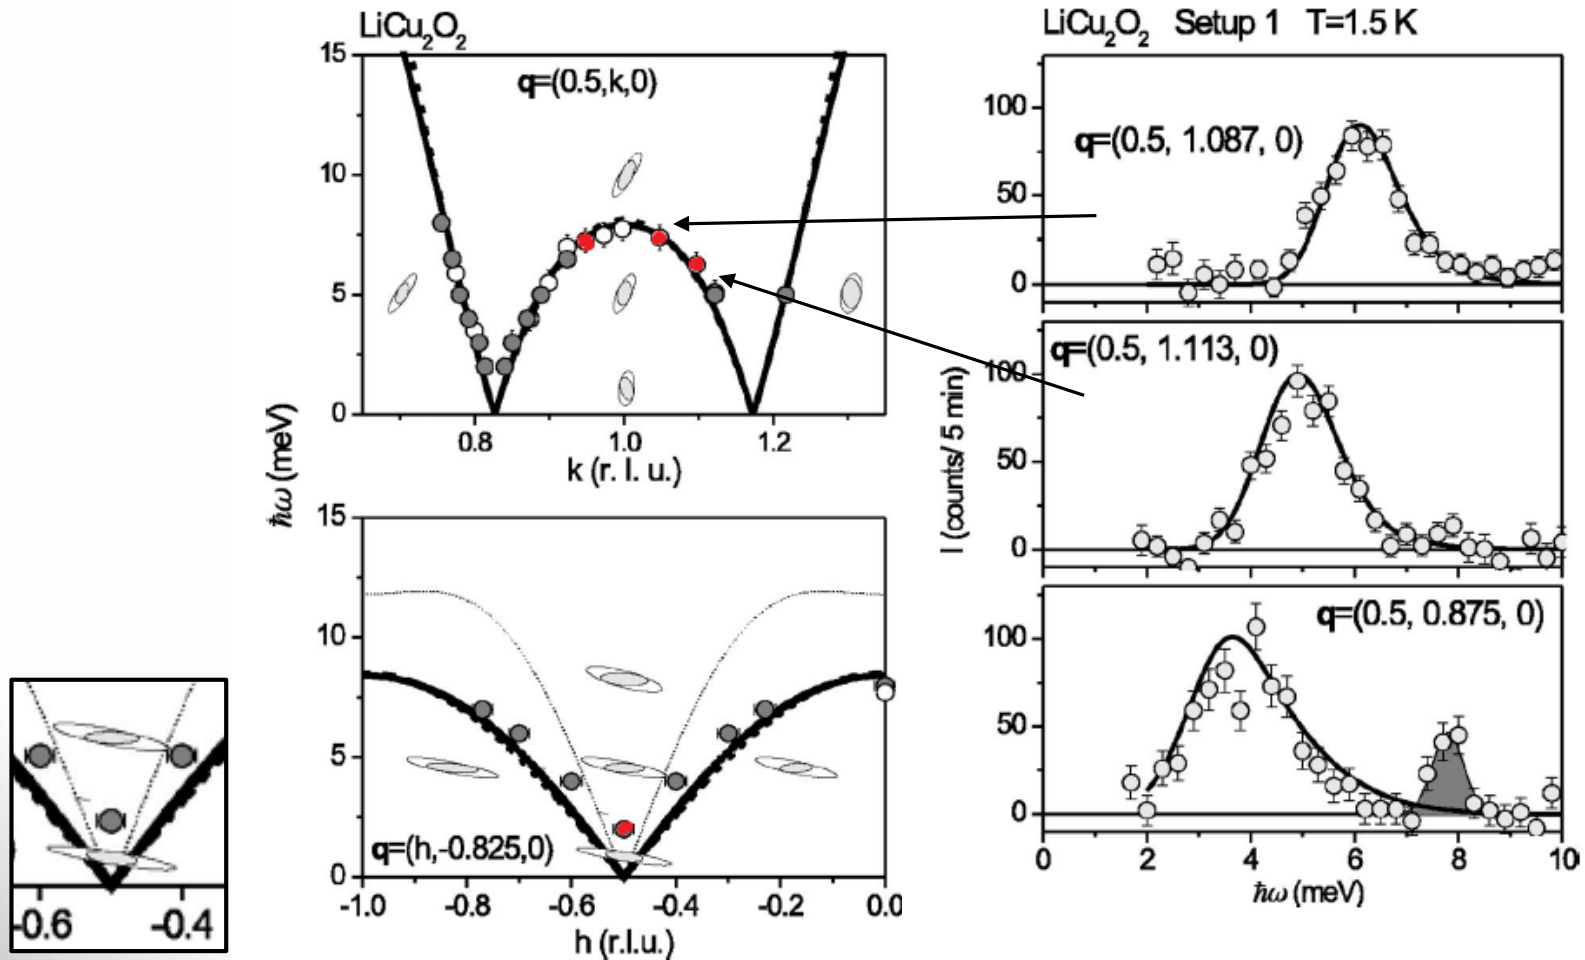 LiCu₂O₂
15
10
5
0
q=(0.5,k,0)
0.8 1.0 1.2
k (r. l. u.)
ħω (meV)
15
10
5
0
q=(h,-0.825,0)
-1.0 -0.8 -0.6 -0.4 -0.2 0.0
h (r.l.u.)
-0.6 -0.4
LiCu₂O₂ Setup 1 T=1.5 K
100
50
0
q=(0.5, 1.087, 0)
100
50
0
q=(0.5, 1.113, 0)
I (counts/ 5 min)
100
50
0
q=(0.5, 0.875, 0)
0 2 4 6 8 10
ħω (meV)